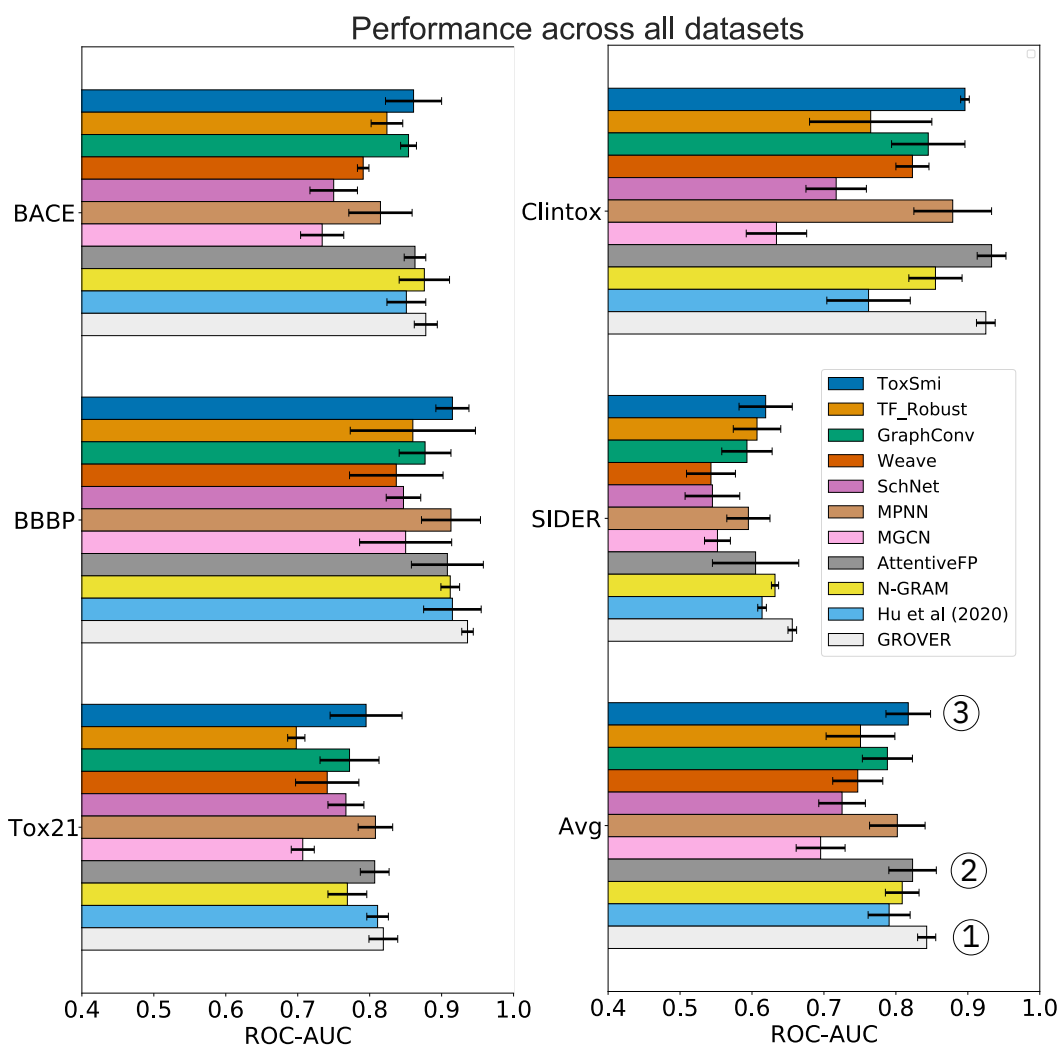 Performance across all datasets
BACE
BBBP
Tox21
0.4 0.5 0.6 0.7 0.8 0.9 1.0
ROC-AUC
Clintox
SIDER
ToxSmi
TF_Robust
GraphConv
Weave
SchNet
MPNN
MGCN
AttentiveFP
N-GRAM
Hu et al (2020)
GROVER
Avg
3
2
1
0.4 0.5 0.6 0.7 0.8 0.9 1.0
ROC-AUC